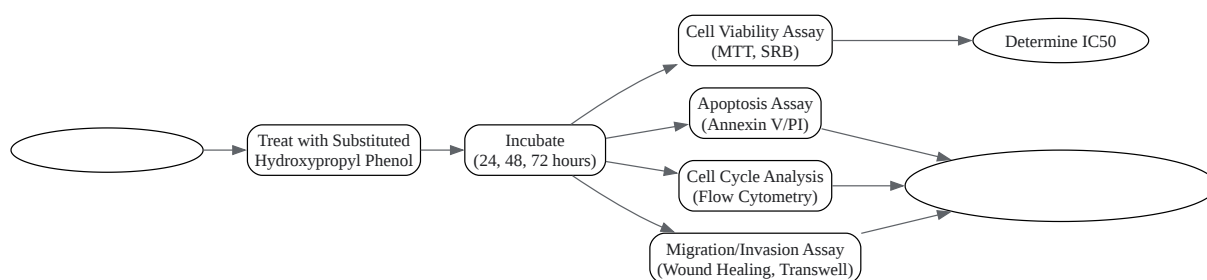 Treat with Substituted
Hydroxypropyl Phenol
Incubate
(24, 48, 72 hours)
Cell Viability Assay
(MTT, SRB)
Determine IC50
Apoptosis Assay
(Annexin V/PI)
Cell Cycle Analysis
(Flow Cytometry)
Migration/Invasion Assay
(Wound Healing, Transwell)